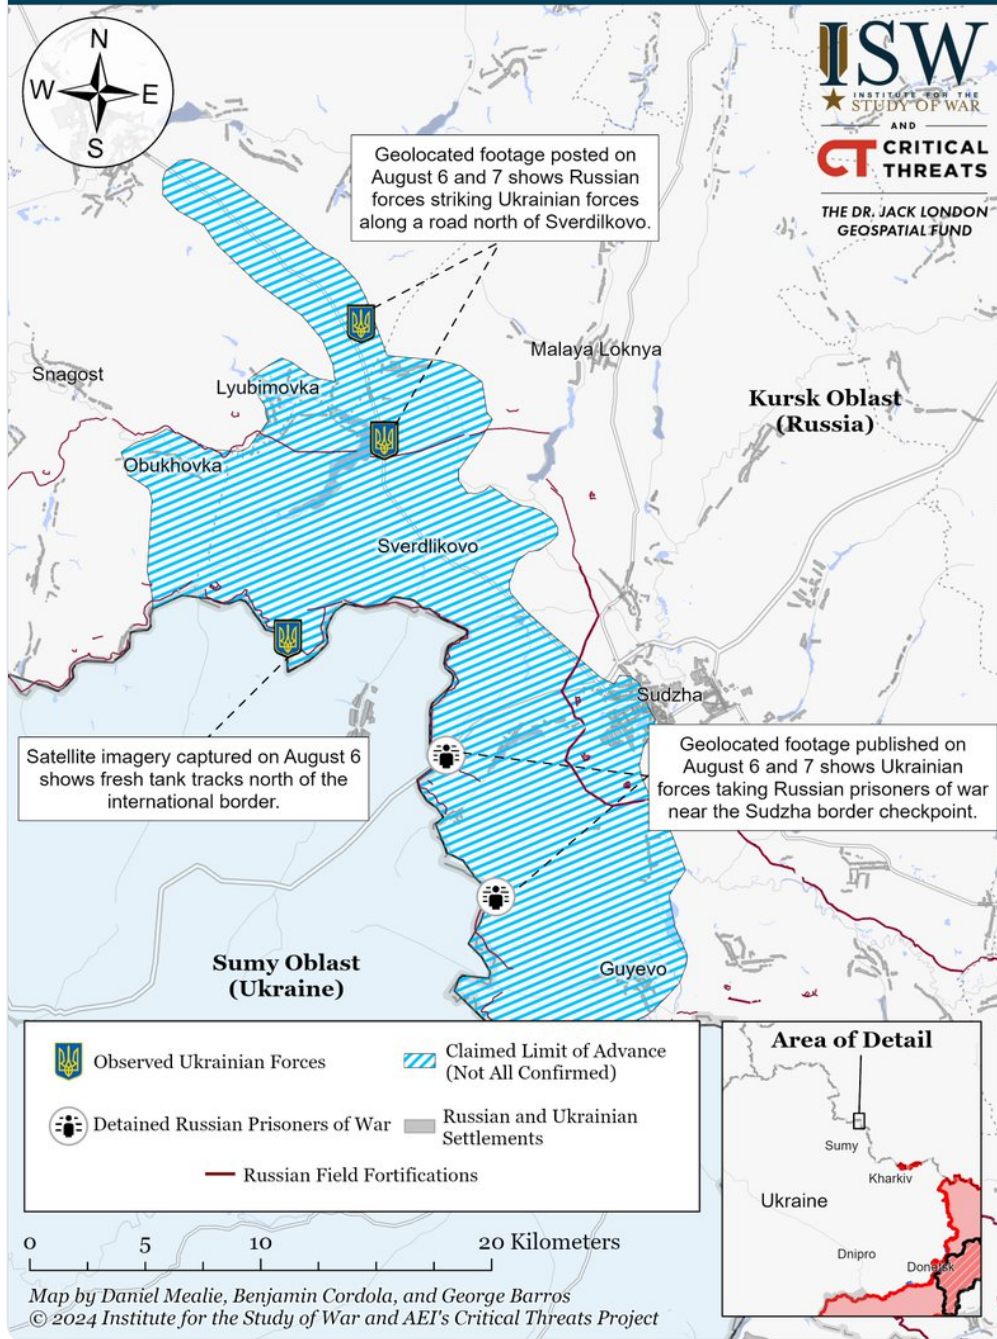 N
W
E
S
ISW
INSTITUTE FOR THE
STUDY OF WAR
AND
CT CRITICAL
THREATS
THE DR. JACK LONDON
GEOSPATIAL FUND
Geolocated footage posted on
August 6 and 7 shows Russian
forces striking Ukrainian forces
along a road north of Sverdilkovo.
Malaya Loknya
Snagost
Lyubimovka
Kursk Oblast
(Russia)
Obukhovka
Sverdlikovo
Sudzha
Satellite imagery captured on August 6
shows fresh tank tracks north of the
international border.
Geolocated footage published on
August 6 and 7 shows Ukrainian
forces taking Russian prisoners of war
near the Sudzha border checkpoint.
Sumy Oblast
(Ukraine)
Guyevo
Observed Ukrainian Forces
Claimed Limit of Advance
(Not All Confirmed)
Detained Russian Prisoners of War
Russian and Ukrainian
Settlements
Russian Field Fortifications
Area of Detail
Sumy
Kharkiv
Ukraine
Dnipro
Donetsk
0 5 10 20 Kilometers
Map by Daniel Mealie, Benjamin Cordola, and George Barros
© 2024 Institute for the Study of War and AEI's Critical Threats Project